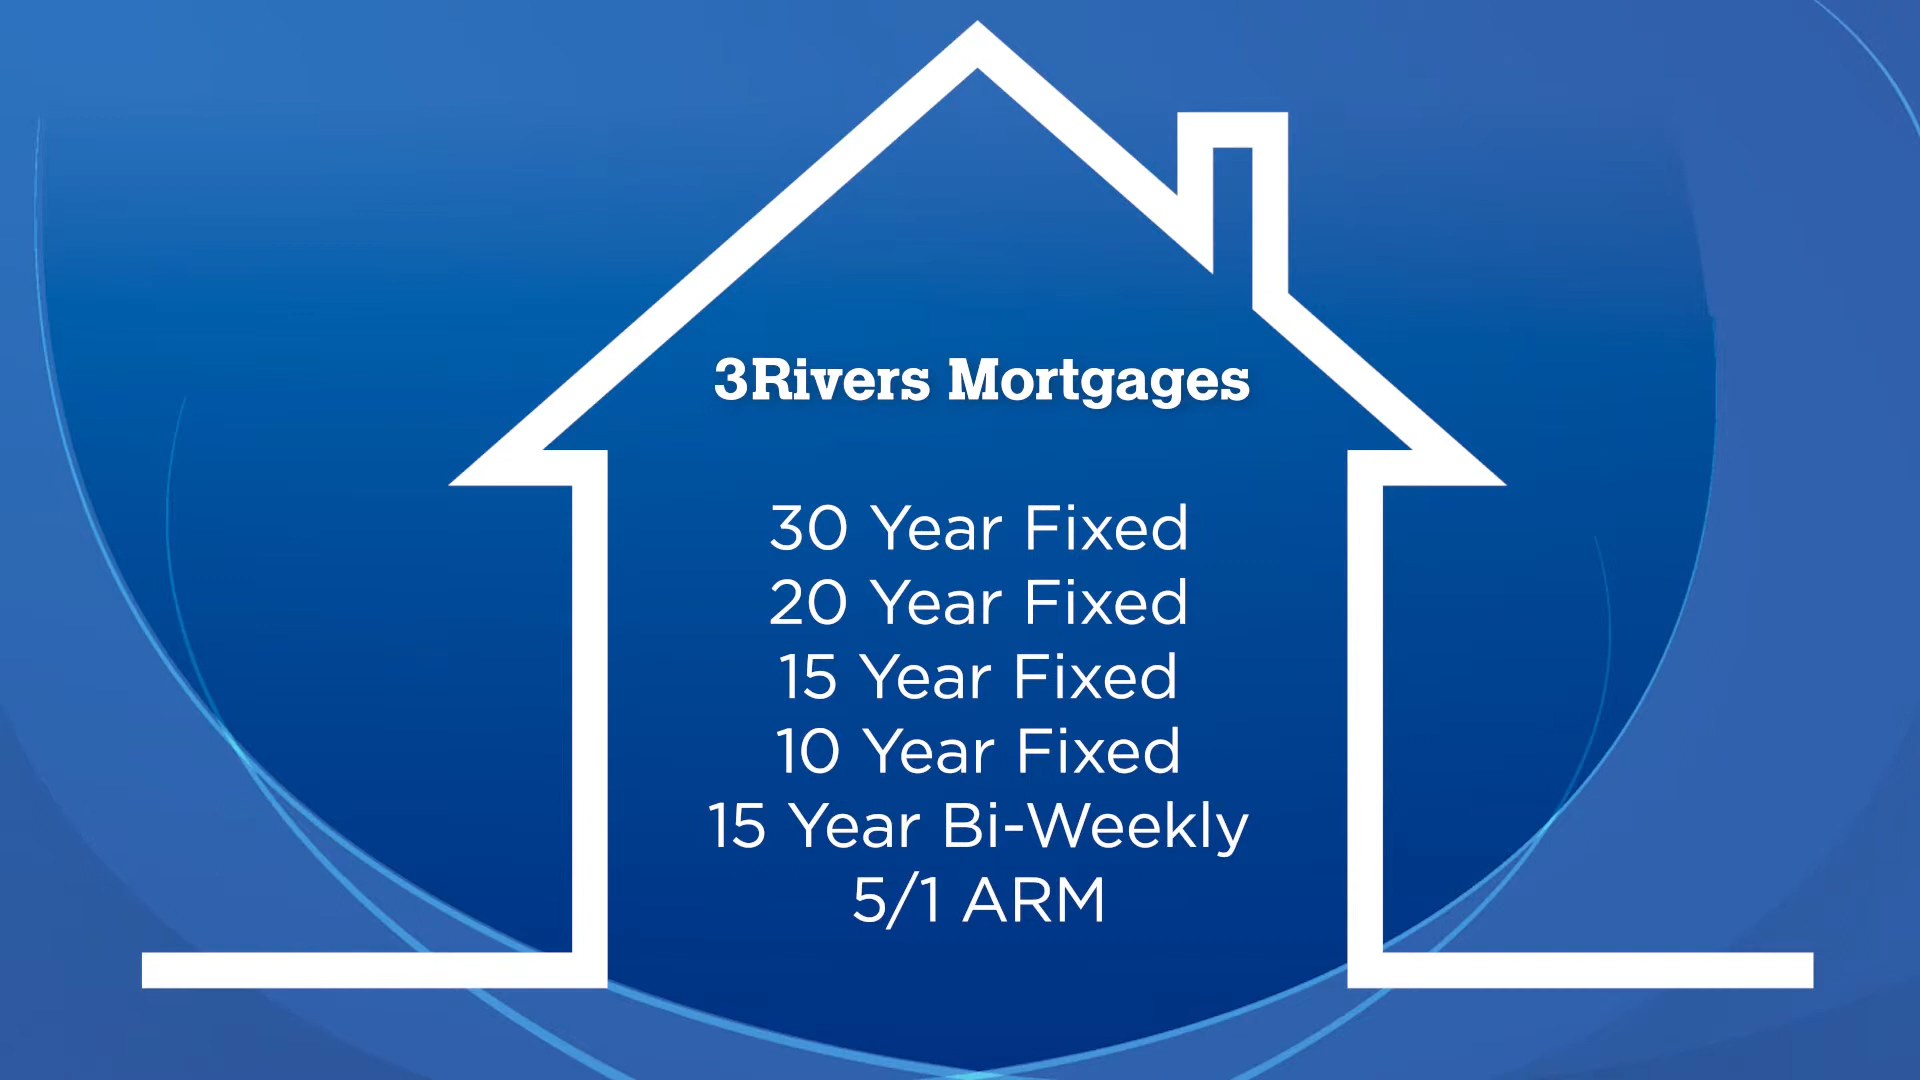 3Rivers Mortgages
30 Year Fixed
20 Year Fixed
15 Year Fixed
10 Year Fixed
15 Year Bi-Weekly
5/1 ARM